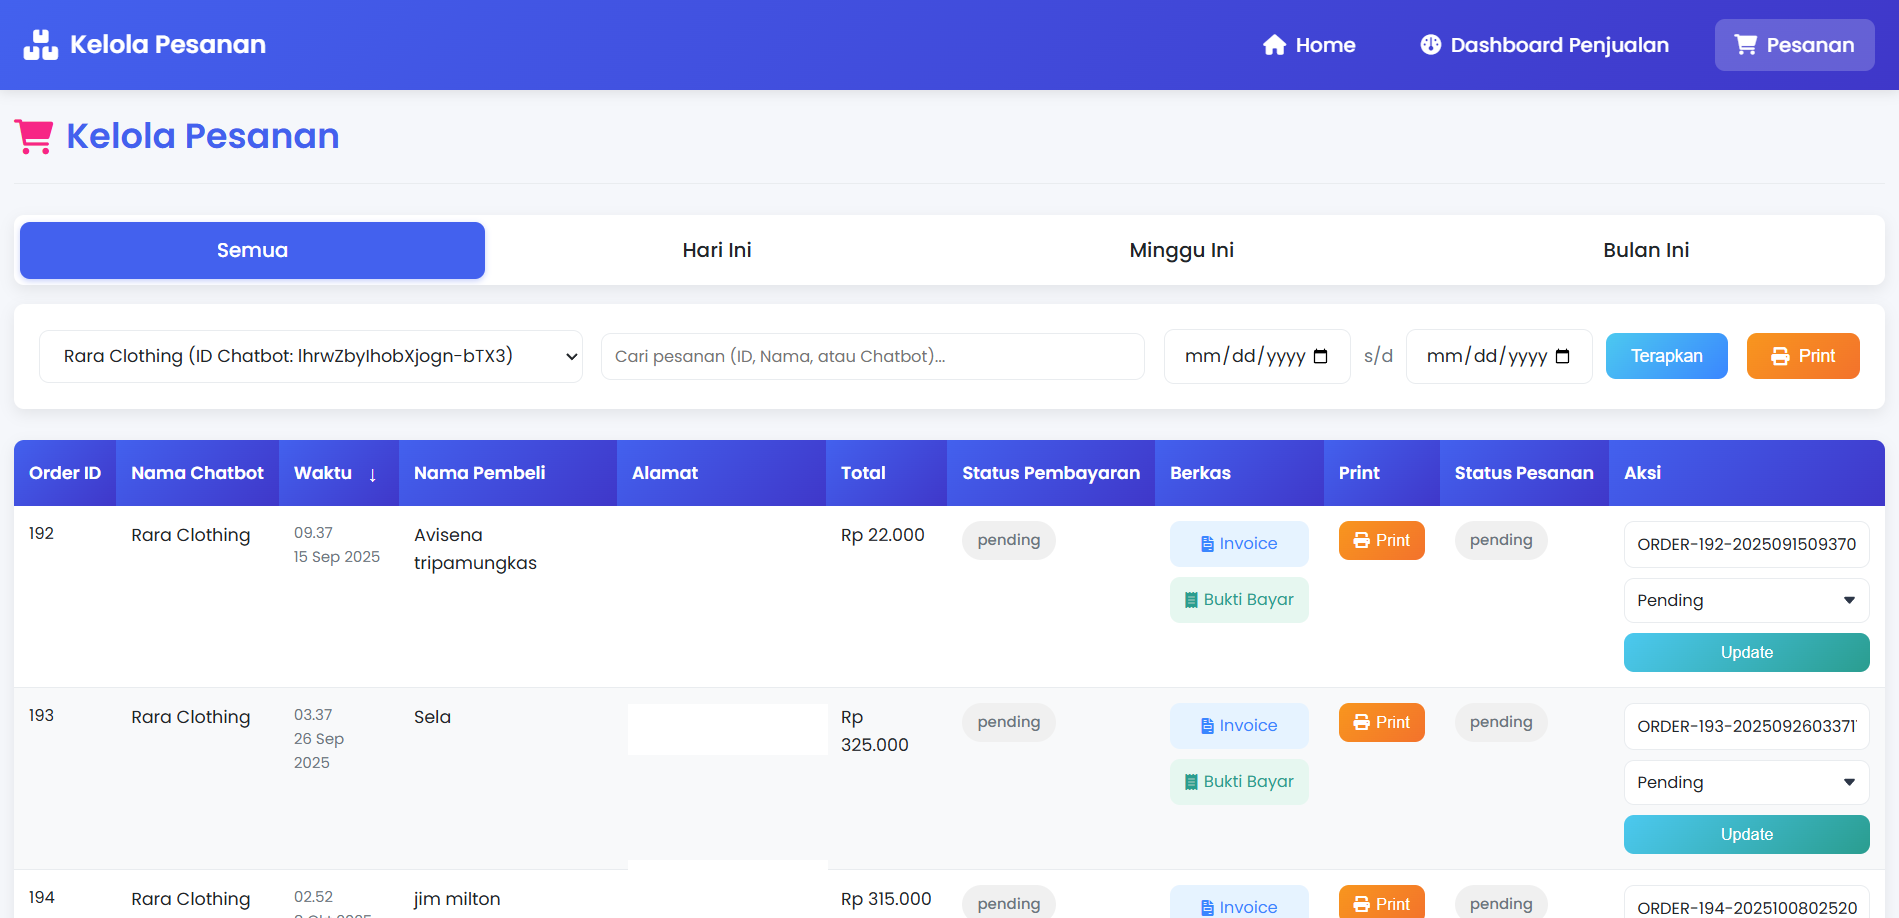 Kelola Pesanan
Home
Dashboard Penjualan
Pesanan
Kelola Pesanan
Semua
Hari Ini
Minggu Ini
Bulan Ini
Rara Clothing (ID Chatbot: lhrwZbyIhobXjogn-bTX3)
Cari pesanan (ID, Nama, atau Chatbot)...
mm/dd/yyyy
s/d
mm/dd/yyyy
Terapkan
Print
Order ID
Nama Chatbot
Waktu ↓
Nama Pembeli
Alamat
Total
Status Pembayaran
Berkas
Print
Status Pesanan
Aksi
192
Rara Clothing
09.37
15 Sep 2025
Avisena
tripamungkas
Rp 22.000
pending
Invoice
Bukti Bayar
Print
pending
ORDER-192-2025091509370
Pending
Update
193
Rara Clothing
03.37
26 Sep
2025
Sela
Rp
325.000
pending
Invoice
Bukti Bayar
Print
pending
ORDER-193-20250926033717
Pending
Update
194
Rara Clothing
02.52
jim milton
Rp 315.000
pending
Invoice
Print
pending
ORDER-194-2025100802520